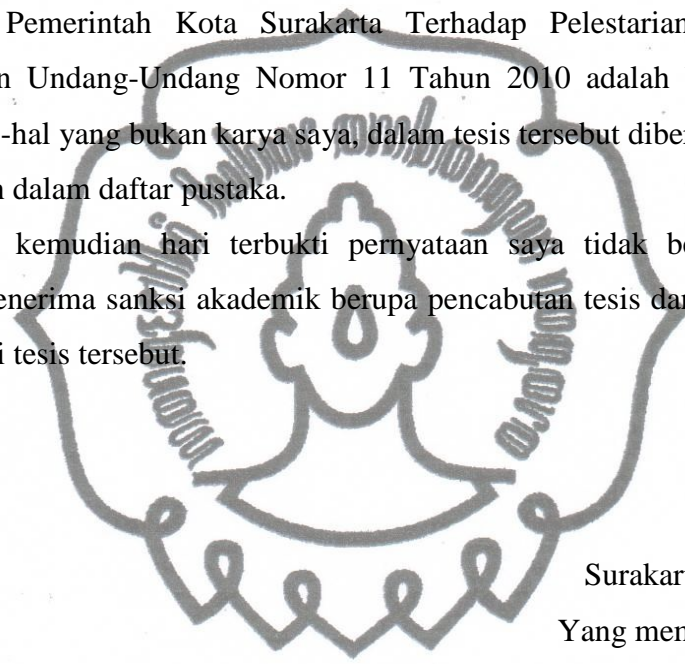 Pemerintah Kota Surakarta Terhadap Pelestarian
n Undang-Undang Nomor 11 Tahun 2010 adalah
-hal yang bukan karya saya, dalam tesis tersebut diber
n dalam daftar pustaka.
kemudian hari terbukti pernyataan saya tidak be
enerima sanksi akademik berupa pencabutan tesis dar
i tesis tersebut.
Surakart
Yang men